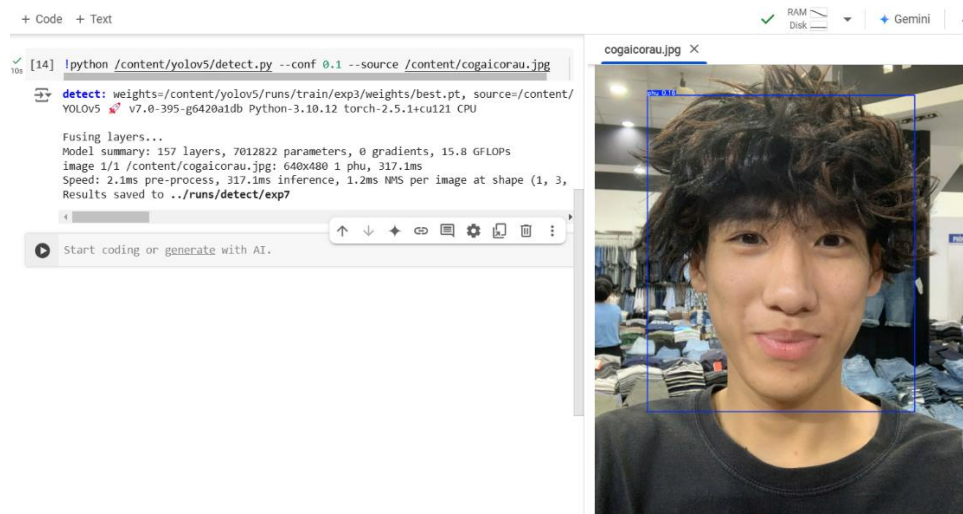 + Code + Text
RAM
Disk
Gemini
[14] !python /content/yolov5/detect.py --conf 0.1 --source /content/cogaicorau.jpg
10s
detect: weights=/content/yolov5/runs/train/exp3/weights/best.pt, source=/content/
YOLOv5 🚀 v7.0-395-g6420a1db Python-3.10.12 torch-2.5.1+cu121 CPU
Fusing layers...
Model summary: 157 layers, 7012822 parameters, 0 gradients, 15.8 GFLOPs
image 1/1 /content/cogaicorau.jpg: 640x480 1 phu, 317.1ms
Speed: 2.1ms pre-process, 317.1ms inference, 1.2ms NMS per image at shape (1, 3,
Results saved to ../runs/detect/exp7
Start coding or generate with AI.
cogaicorau.jpg
phu 0.16